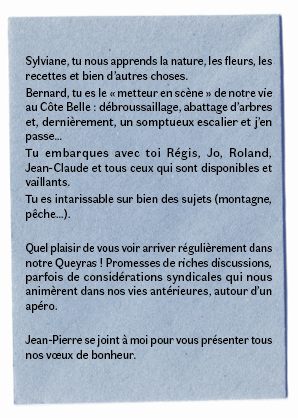 Sylviane, tu nous apprends la nature, les fleurs, les
recettes et bien d'autres choses.
Bernard, tu es le « metteur en scène » de notre vie
au Côte Belle : débroussaillage, abattage d'arbres
et, dernièrement, un somptueux escalier et j'en
passe...
Tu embarques avec toi Régis, Jo, Roland,
Jean-Claude et tous ceux qui sont disponibles et
vaillants.
Tu es intarissable sur bien des sujets (montagne,
pêche...).
Quel plaisir de vous voir arriver régulièrement dans
notre Queyras ! Promesses de riches discussions,
parfois de considérations syndicales qui nous
animèrent dans nos vies antérieures, autour d'un
apéro.
Jean-Pierre se joint à moi pour vous présenter tous
nos vœux de bonheur.